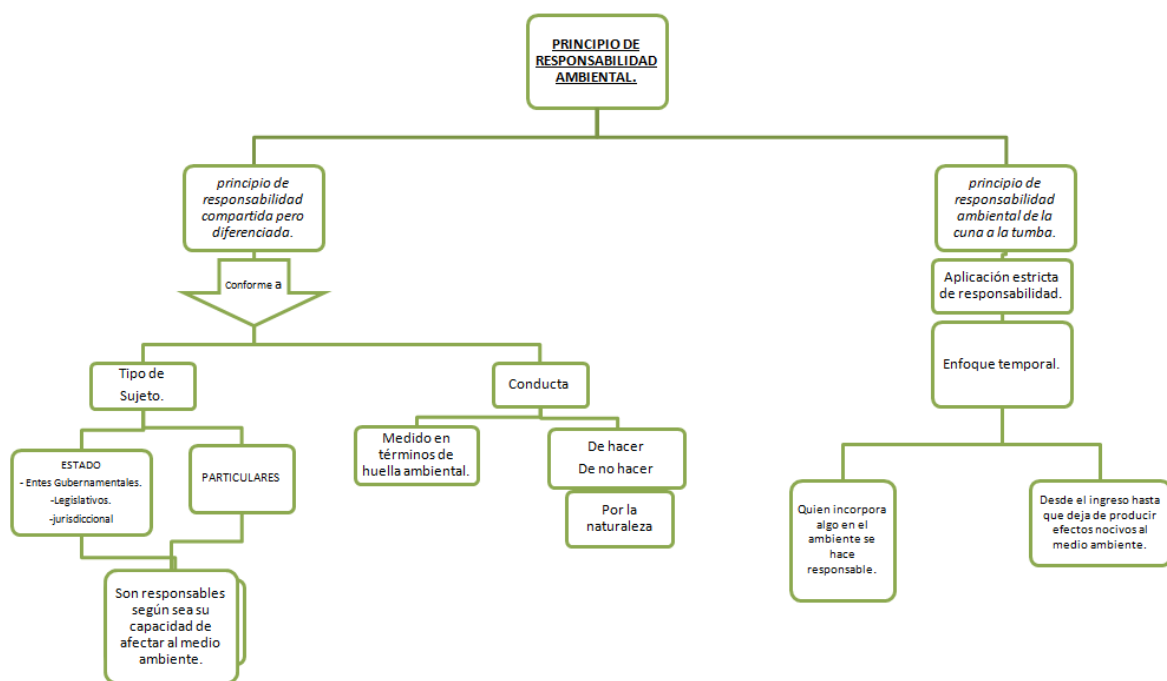 PRINCIPIO DE
RESPONSABILIDAD
AMBIENTAL.
principio de
responsabilidad
compartida pero
diferenciada.
Conforme a
Tipo de
Sujeto.
ESTADO
- Entes Gubernamentales.
-Legislativos.
-jurisdiccional
PARTICULARES
Son responsables
según sea su
capacidad de
afectar al medio
ambiente.
Conducta
Medido en
términos de
huella ambiental.
De hacer
De no hacer
Por la
naturaleza
principio de
responsabilidad
ambiental de la
cuna a la tumba.
Aplicación estricta
de responsabilidad.
Enfoque temporal.
Quien incorpora
algo en el
ambiente se
hace
responsable.
Desde el ingreso hasta
que deja de producir
efectos nocivos al
medio ambiente.